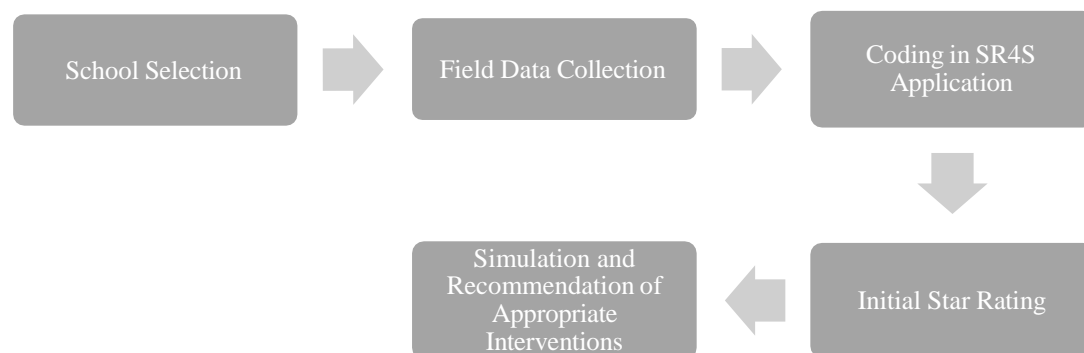 School Selection
Field Data Collection
Coding in SR4S
Application
Initial Star Rating
Simulation and
Recommendation of
Appropriate
Interventions